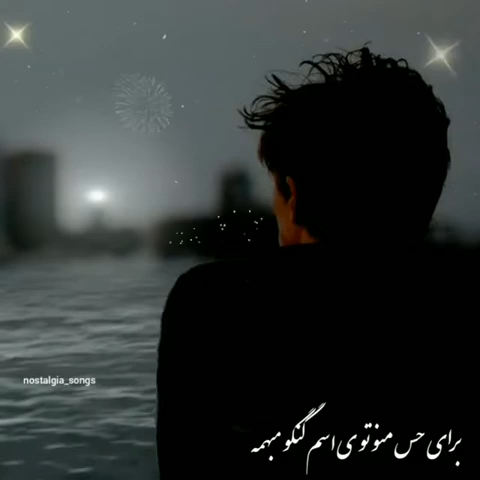 nostalgia_songs
برای حس منو توی اسم گنگو مبهمه